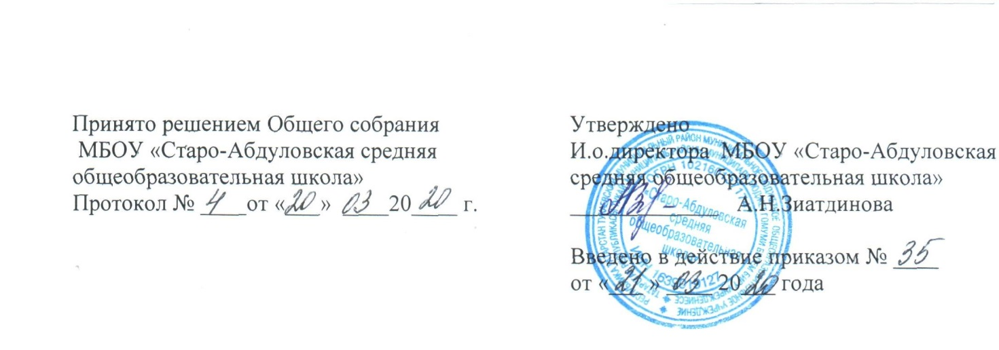 Принято решением Общего собрания
МБОУ «Старо-Абдуловская средняя
общеобразовательная школа»
Протокол № 4 от «20» 03 2020 г.
Утверждено
И.о.директора МБОУ «Старо-Абдуловская
средняя общеобразовательная школа»
А.Н.Зиатдинова
Введено в действие приказом № 35
от «21» 03 2020 года
«Старо-Абдуловская
средняя
общеобразовательная
школа»